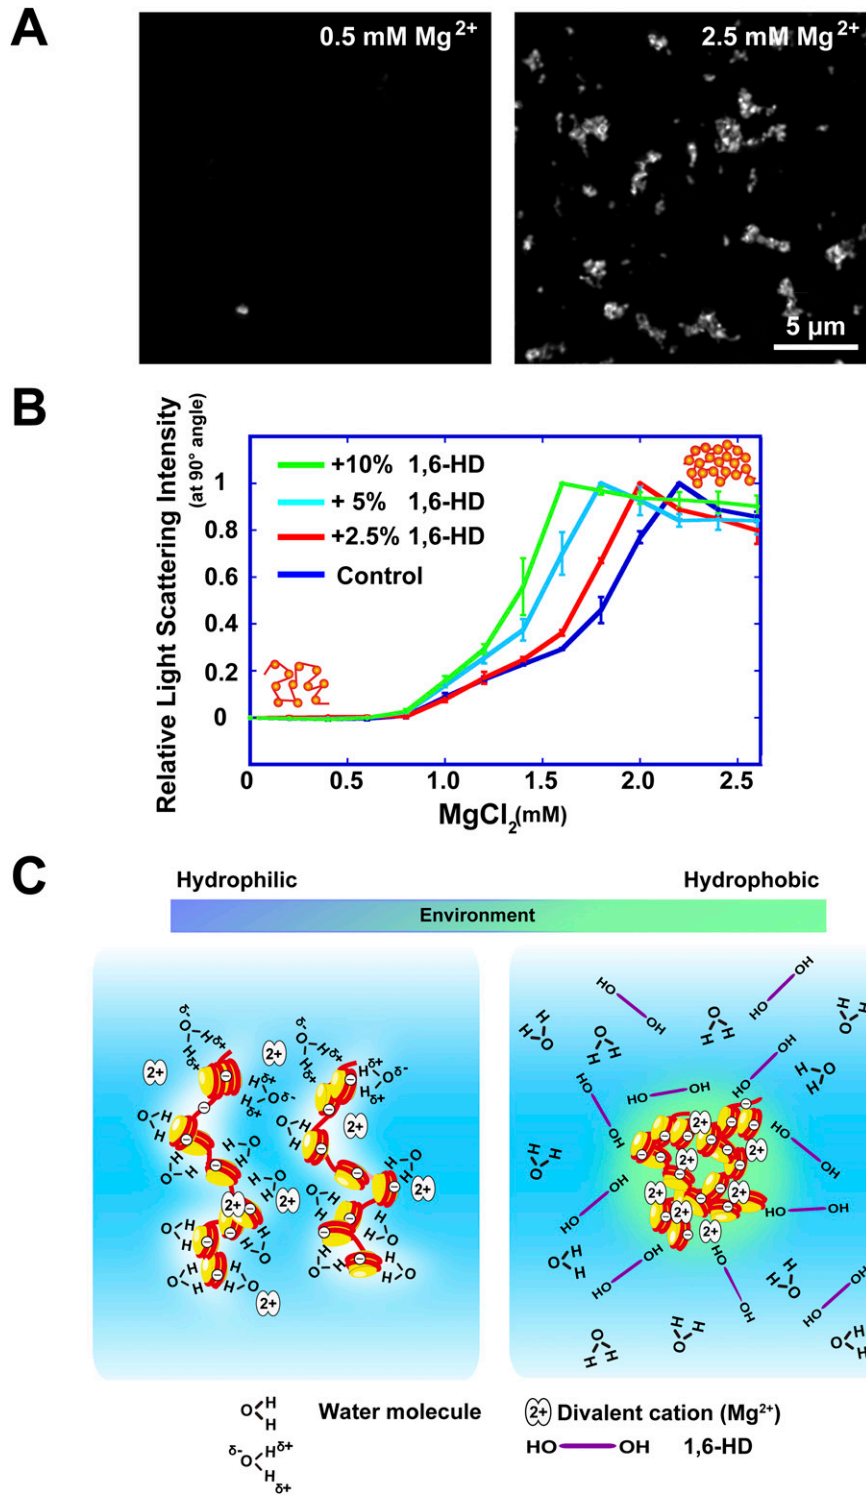 A
0.5 mM Mg2+
2.5 mM Mg2+
5 µm
B
Relative Light Scattering Intensity
(at 90° angle)
+10% 1,6-HD
+ 5% 1,6-HD
+2.5% 1,6-HD
Control
1
0.8
0.6
0.4
0.2
0
0 0.5 1.0 1.5 2.0 2.5
MgCl2(mM)
C
Hydrophilic
Hydrophobic
Environment
O H H Water molecule
δ- O H δ+ H δ+
2+ Divalent cation (Mg2+)
HO OH 1,6-HD